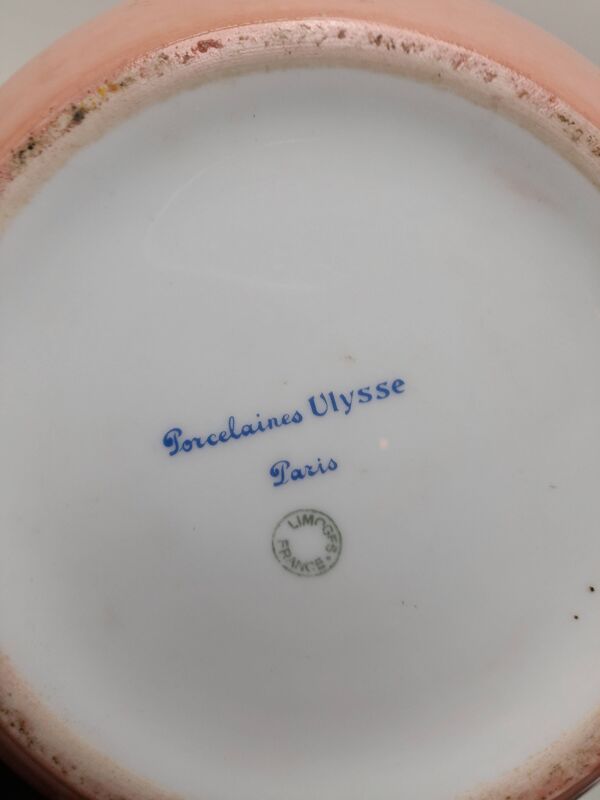 Porcelaines Ulysse
Paris
LIMOGES
FRANCE